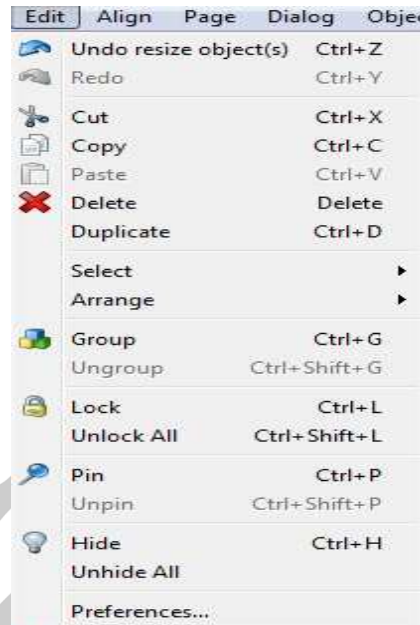 Edit Align Page Dialog Objec
Undo resize object(s) Ctrl+Z
Redo Ctrl+Y
Cut Ctrl+X
Copy Ctrl+C
Paste Ctrl+V
Delete Delete
Duplicate Ctrl+D
Select
Arrange
Group Ctrl+G
Ungroup Ctrl+Shift+G
Lock Ctrl+L
Unlock All Ctrl+Shift+L
Pin Ctrl+P
Unpin Ctrl+Shift+P
Hide Ctrl+H
Unhide All
Preferences...